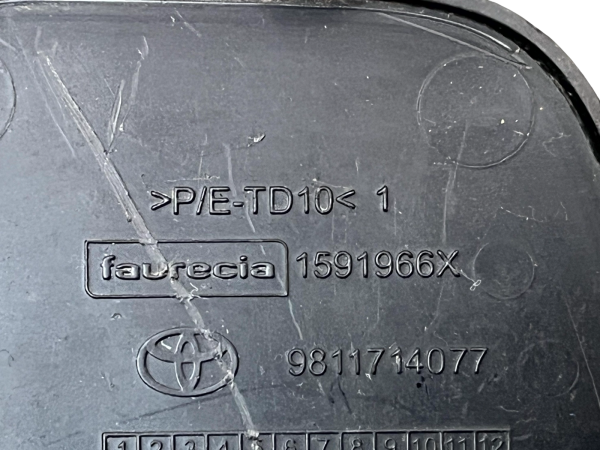 >P/E-TD10< 1
faurecia 1591966X
9811714077
1 2 3 4 5 6 7 8 9 10 11 12